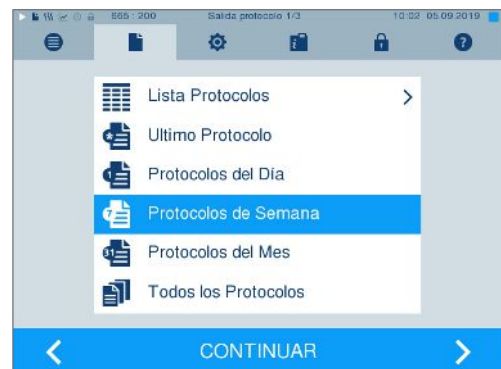 865 : 200 Salida protocolo 1/3 10:02 05.09.2019
Lista Protocolos
Ultimo Protocolo
Protocolos del Día
Protocolos de Semana
Protocolos del Mes
Todos los Protocolos
CONTINUAR